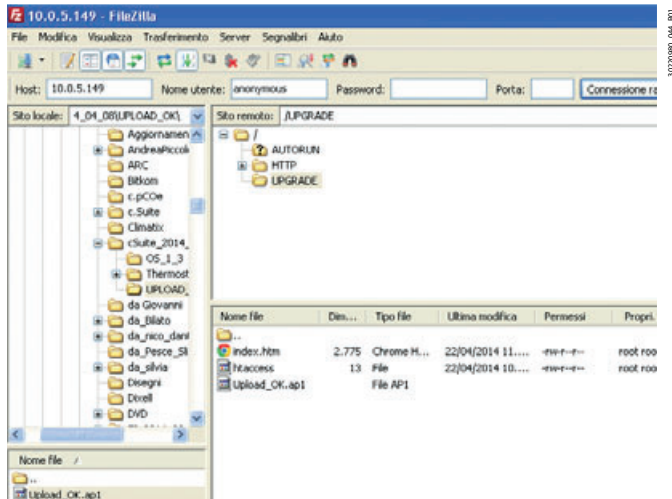 10.0.5.149 - FileZilla
File Modifica Visualizza Trasferimento Server Segnalibri Aiuto
Host: 10.0.5.149 Nome utente: anonymous Password: Porta: Connessione ra
Sito locale: 4_04_08\UPLOAD_OK\
Aggiornamen
AndreaPiccoli
ARC
Bitkom
c.pCOe
c.Suite
Climatix
cSuite_2014_
OS_1_3
Thermost
UPLOAD_
da Giovanni
da_Bilato
da_nico_dani
da_Pesce_Sil
da_silvia
Disegni
Dixell
DVD
Nome file /
..
Upload_OK.ap1
Sito remoto: /UPGRADE
/
AUTORUN
HTTP
UPGRADE
Nome file Dim... Tipo file Ultima modifica Permessi Propri.
..
index.htm 2.775 Chrome H... 22/04/2014 11.... -rw-r--r-- root roo
htaccess 13 File 22/04/2014 10.... -rw-r--r-- root roo
Upload_OK.ap1 File AP1